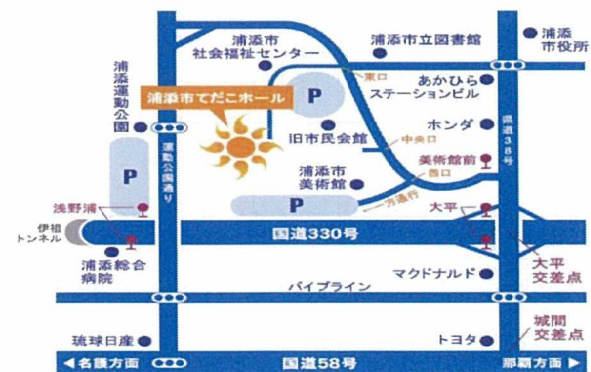 浦添市
社会福祉センター
浦添市立図書館
浦添
市役所
浦添運動公園
東口
あかひら
ステーションビル
浦添市てだこホール
P
旧市民会館
ホンダ
県道38号
中央口
美術館前
西口
P
運動公園通り
浦添市
美術館
P
一方通行
浅野浦
大平
伊祖
トンネル
国道330号
浦添総合
病院
マクドナルド
大平
交差点
パイプライン
城間
交差点
琉球日産
トヨタ
◀名護方面
国道58号
那覇方面▶